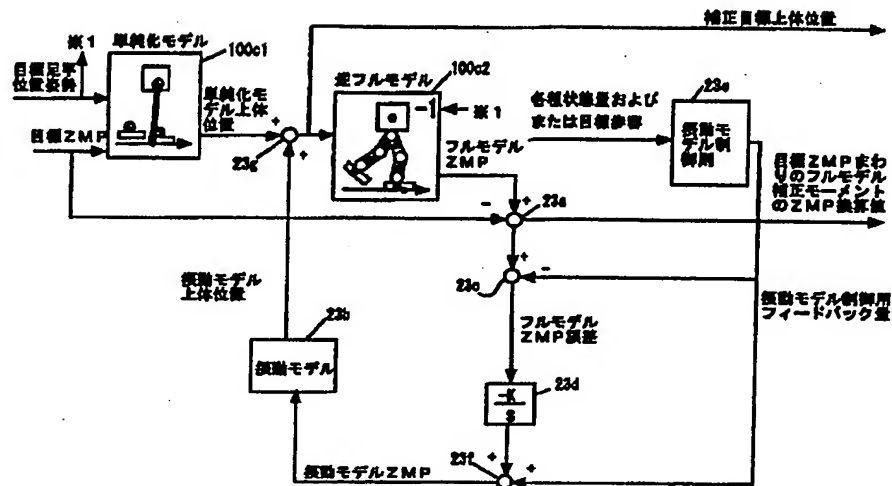 ※1
単純化モデル
100c1
目標足平
位置姿勢
目標ZMP
単純化モ
デル上体
位置
+
+
23g
逆フルモデル
100c2
-1
※1
フルモデル
ZMP
補正目標上体位置
各種状態量および
または目標歩容
23e
振動モ
デル制
御用
目標ZMPまわ
りのフルモデル
補正モーメント
のZMP換算値
-
+
23a
+
-
23c
振動モデル制御用
フィードバック量
フルモデル
ZMP誤差
振動モデル
上体位置
23b
振動モデル
-K
S
23d
+
+
23f
振動モデルZMP